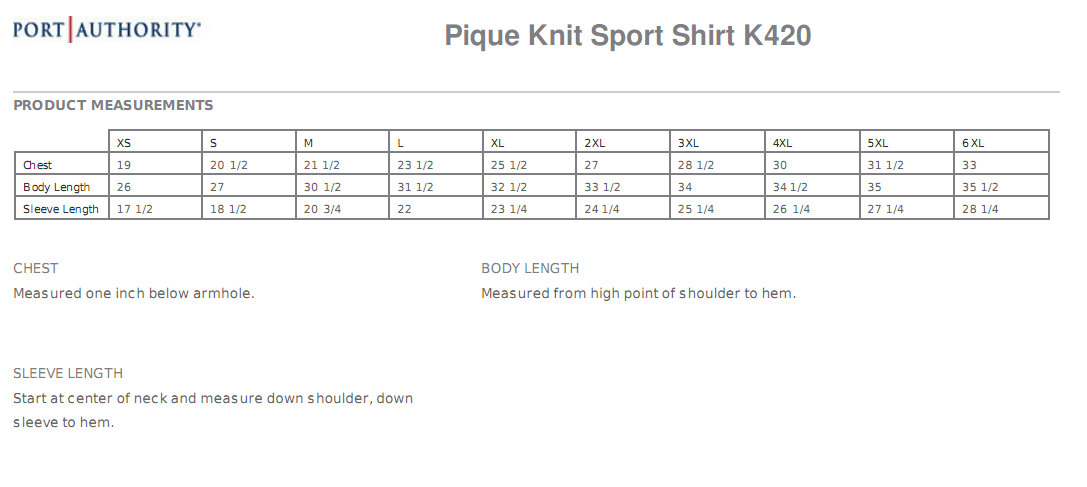 PORT AUTHORITY®
Pique Knit Sport Shirt K420
PRODUCT MEASUREMENTS
XS S M L XL 2XL 3XL 4XL 5XL 6XL
Chest 19 20 1/2 21 1/2 23 1/2 25 1/2 27 28 1/2 30 31 1/2 33
Body Length 26 27 30 1/2 31 1/2 32 1/2 33 1/2 34 34 1/2 35 35 1/2
Sleeve Length 17 1/2 18 1/2 20 3/4 22 23 1/4 24 1/4 25 1/4 26 1/4 27 1/4 28 1/4
CHEST
Measured one inch below armhole.
BODY LENGTH
Measured from high point of shoulder to hem.
SLEEVE LENGTH
Start at center of neck and measure down shoulder, down
sleeve to hem.